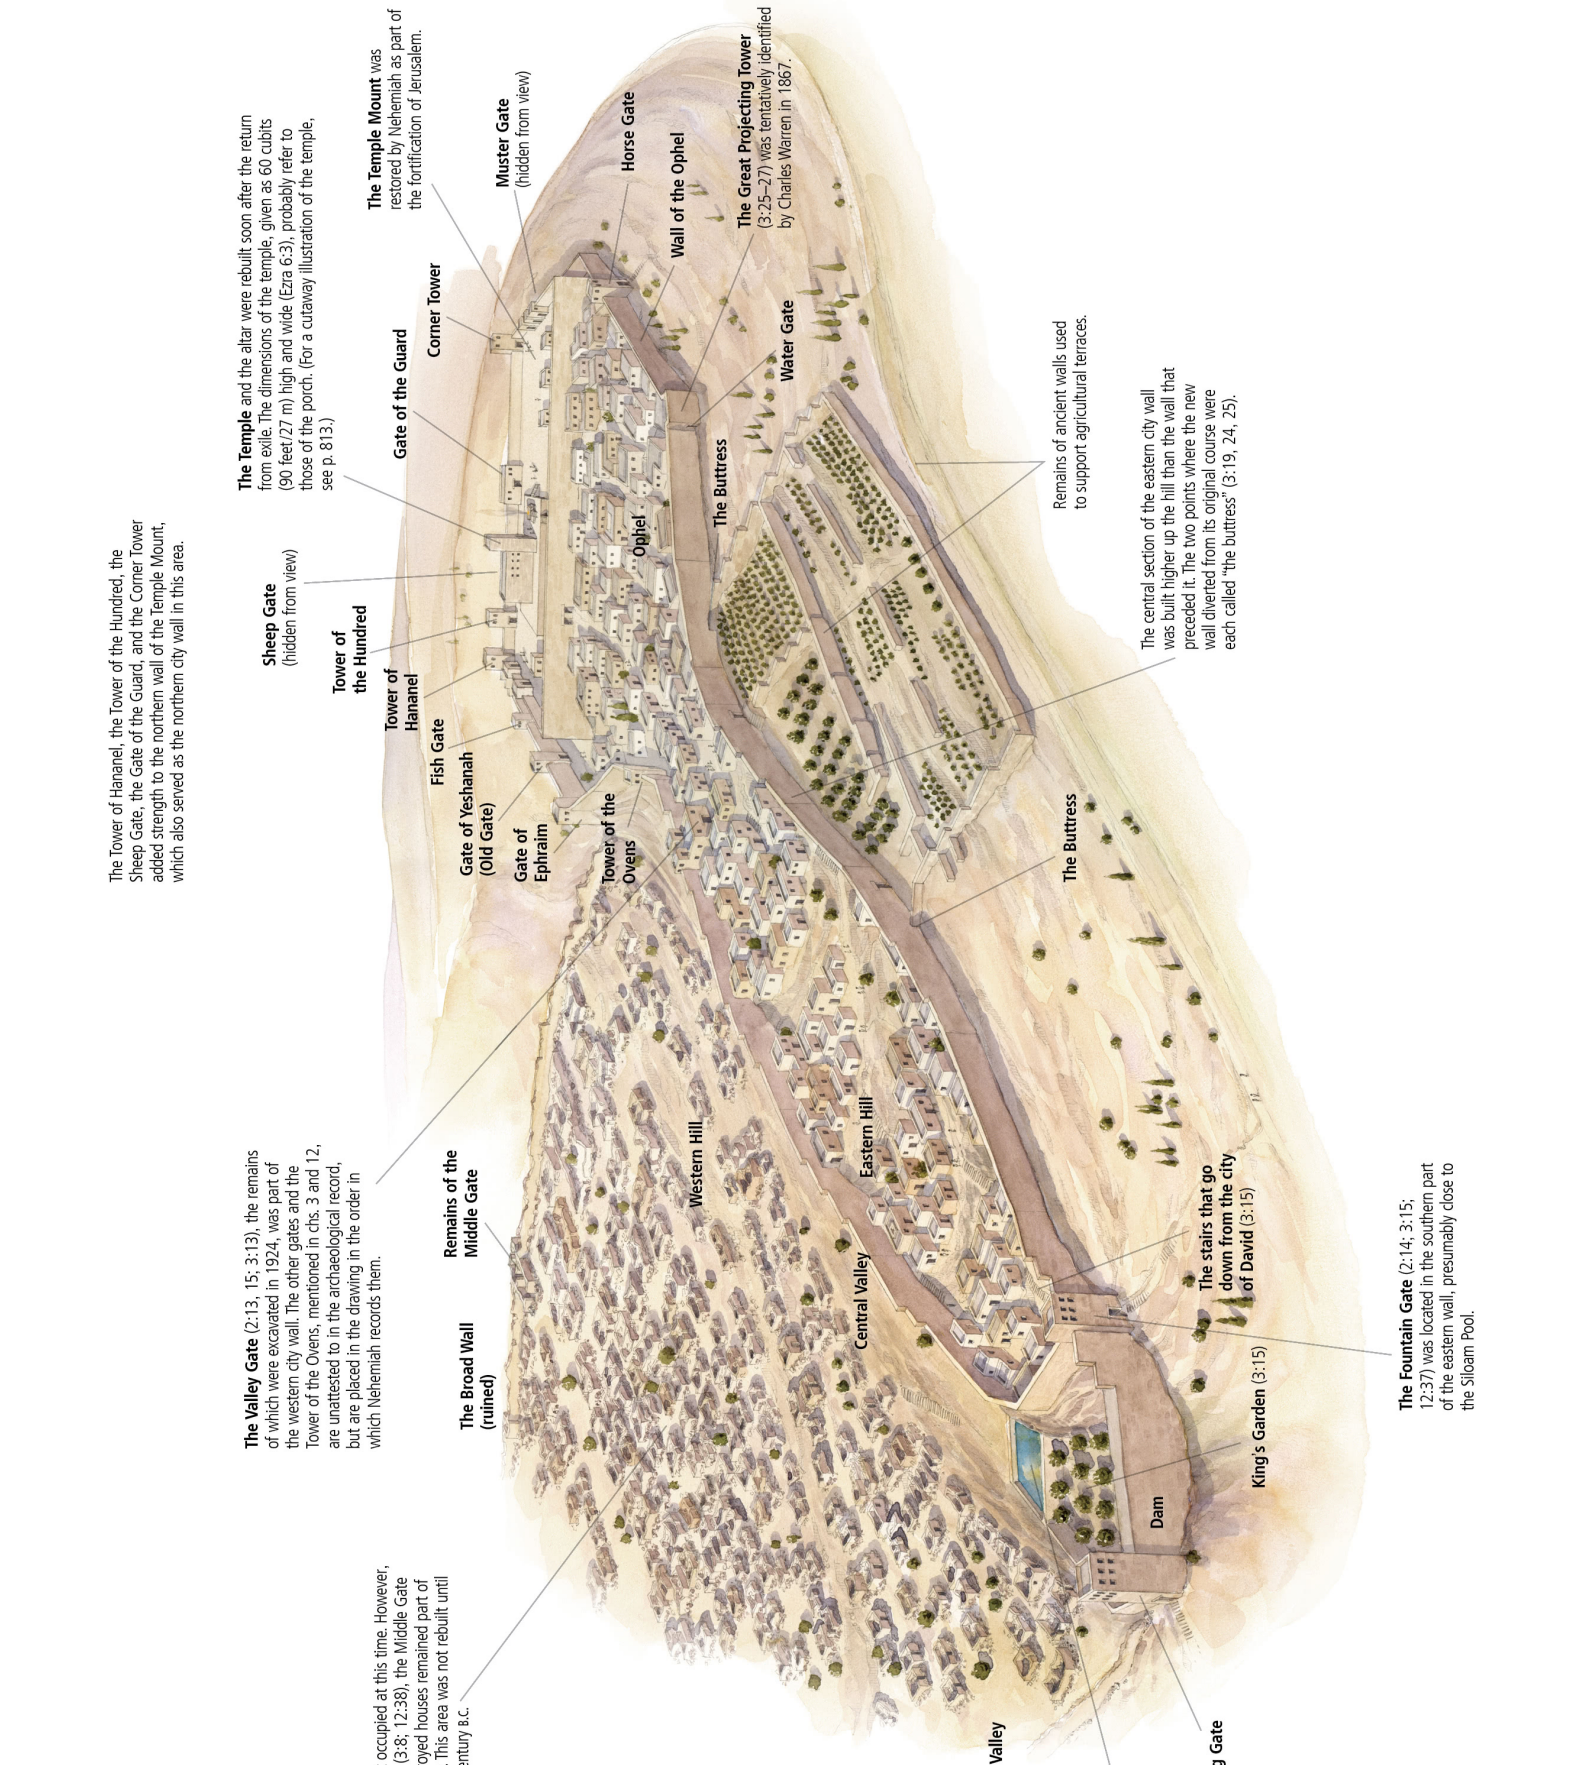 The Tower of Hananel, the Tower of the Hundred, the
Sheep Gate, the Gate of the Guard, and the Corner Tower
added strength to the northern wall of the Temple Mount,
which also served as the northern city wall in this area.
The Temple and the altar were rebuilt soon after the return
from exile. The dimensions of the temple, given as 60 cubits
(90 feet/27 m) high and wide (Ezra 6:3), probably refer to
those of the porch. (For a cutaway illustration of the temple,
see p. 813.)
The Temple Mount was
restored by Nehemiah as part of
the fortification of Jerusalem.
Sheep Gate
(hidden from view)
Tower of
the Hundred
Tower of
Hananel
Fish Gate
Gate of Yeshanah
(Old Gate)
Gate of
Ephraim
Tower of the
Ovens
Gate of the Guard
Corner Tower
Muster Gate
(hidden from view)
Horse Gate
Wall of the Ophel
The Great Projecting Tower
(3:25–27) was tentatively identified
by Charles Warren in 1867.
Water Gate
The Buttress
Ophel
Remains of ancient walls used
to support agricultural terraces.
The central section of the eastern city wall
was built higher up the hill than the wall that
preceded it. The two points where the new
wall diverted from its original course were
each called “the buttress” (3:19, 24, 25).
The Buttress
The Valley Gate (2:13, 15; 3:13), the remains
of which were excavated in 1924, was part of
the western city wall. The other gates and the
Tower of the Ovens, mentioned in chs. 3 and 12,
are unattested to in the archaeological record,
but are placed in the drawing in the order in
which Nehemiah records them.
Remains of the
Middle Gate
The Broad Wall
(ruined)
Western Hill
Eastern Hill
Central Valley
The stairs that go
down from the city
of David (3:15)
The Fountain Gate (2:14; 3:15;
12:37) was located in the southern part
of the eastern wall, presumably close to
the Siloam Pool.
King's Garden (3:15)
Dam
occupied at this time. However,
(3:8; 12:38), the Middle Gate
oyed houses remained part of
. This area was not rebuilt until
entury B.C.
Valley
g Gate